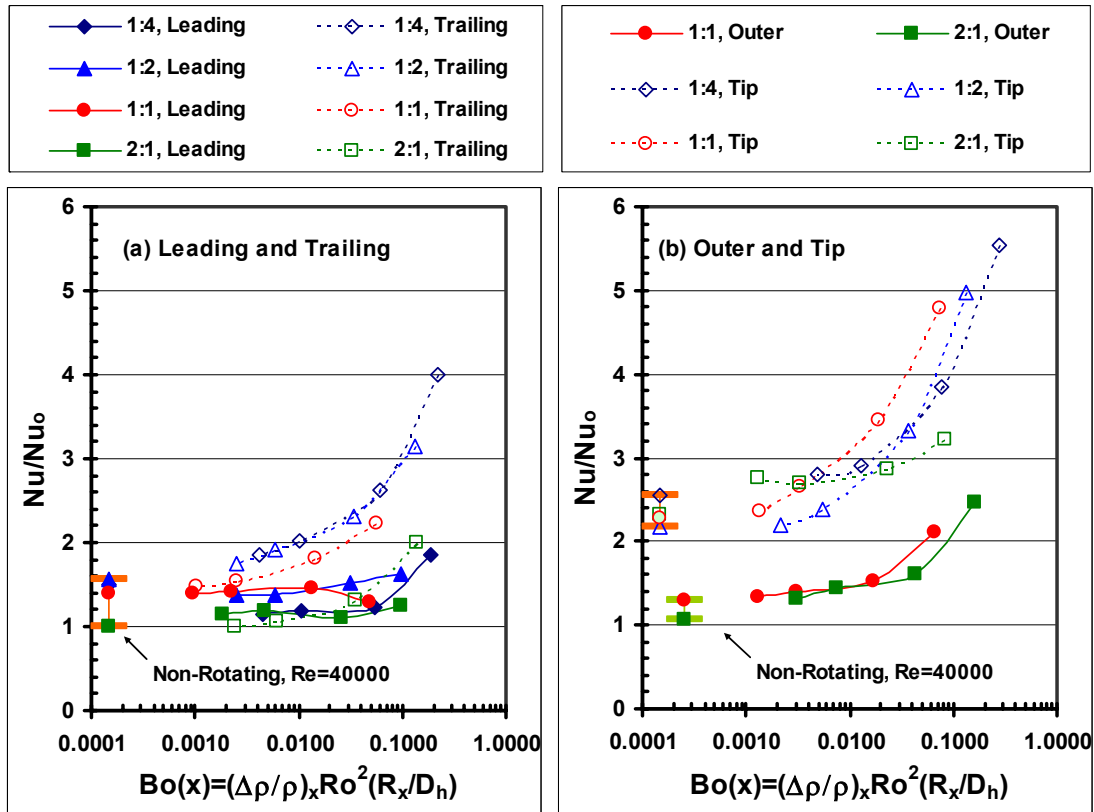 1:4, Leading 1:4, Trailing
1:2, Leading 1:2, Trailing
1:1, Leading 1:1, Trailing
2:1, Leading 2:1, Trailing
1:1, Outer 2:1, Outer
1:4, Tip 1:2, Tip
1:1, Tip 2:1, Tip
(a) Leading and Trailing
Nu/Nuo
6
5
4
3
2
1
0
Non-Rotating, Re=40000
0.0001 0.0010 0.0100 0.1000 1.0000
Bo(x)=(Δρ/ρ)xRo²(Rx/Dh)
(b) Outer and Tip
Nu/Nuo
6
5
4
3
2
1
0
Non-Rotating, Re=40000
0.0001 0.0010 0.0100 0.1000 1.0000
Bo(x)=(Δρ/ρ)xRo²(Rx/Dh)